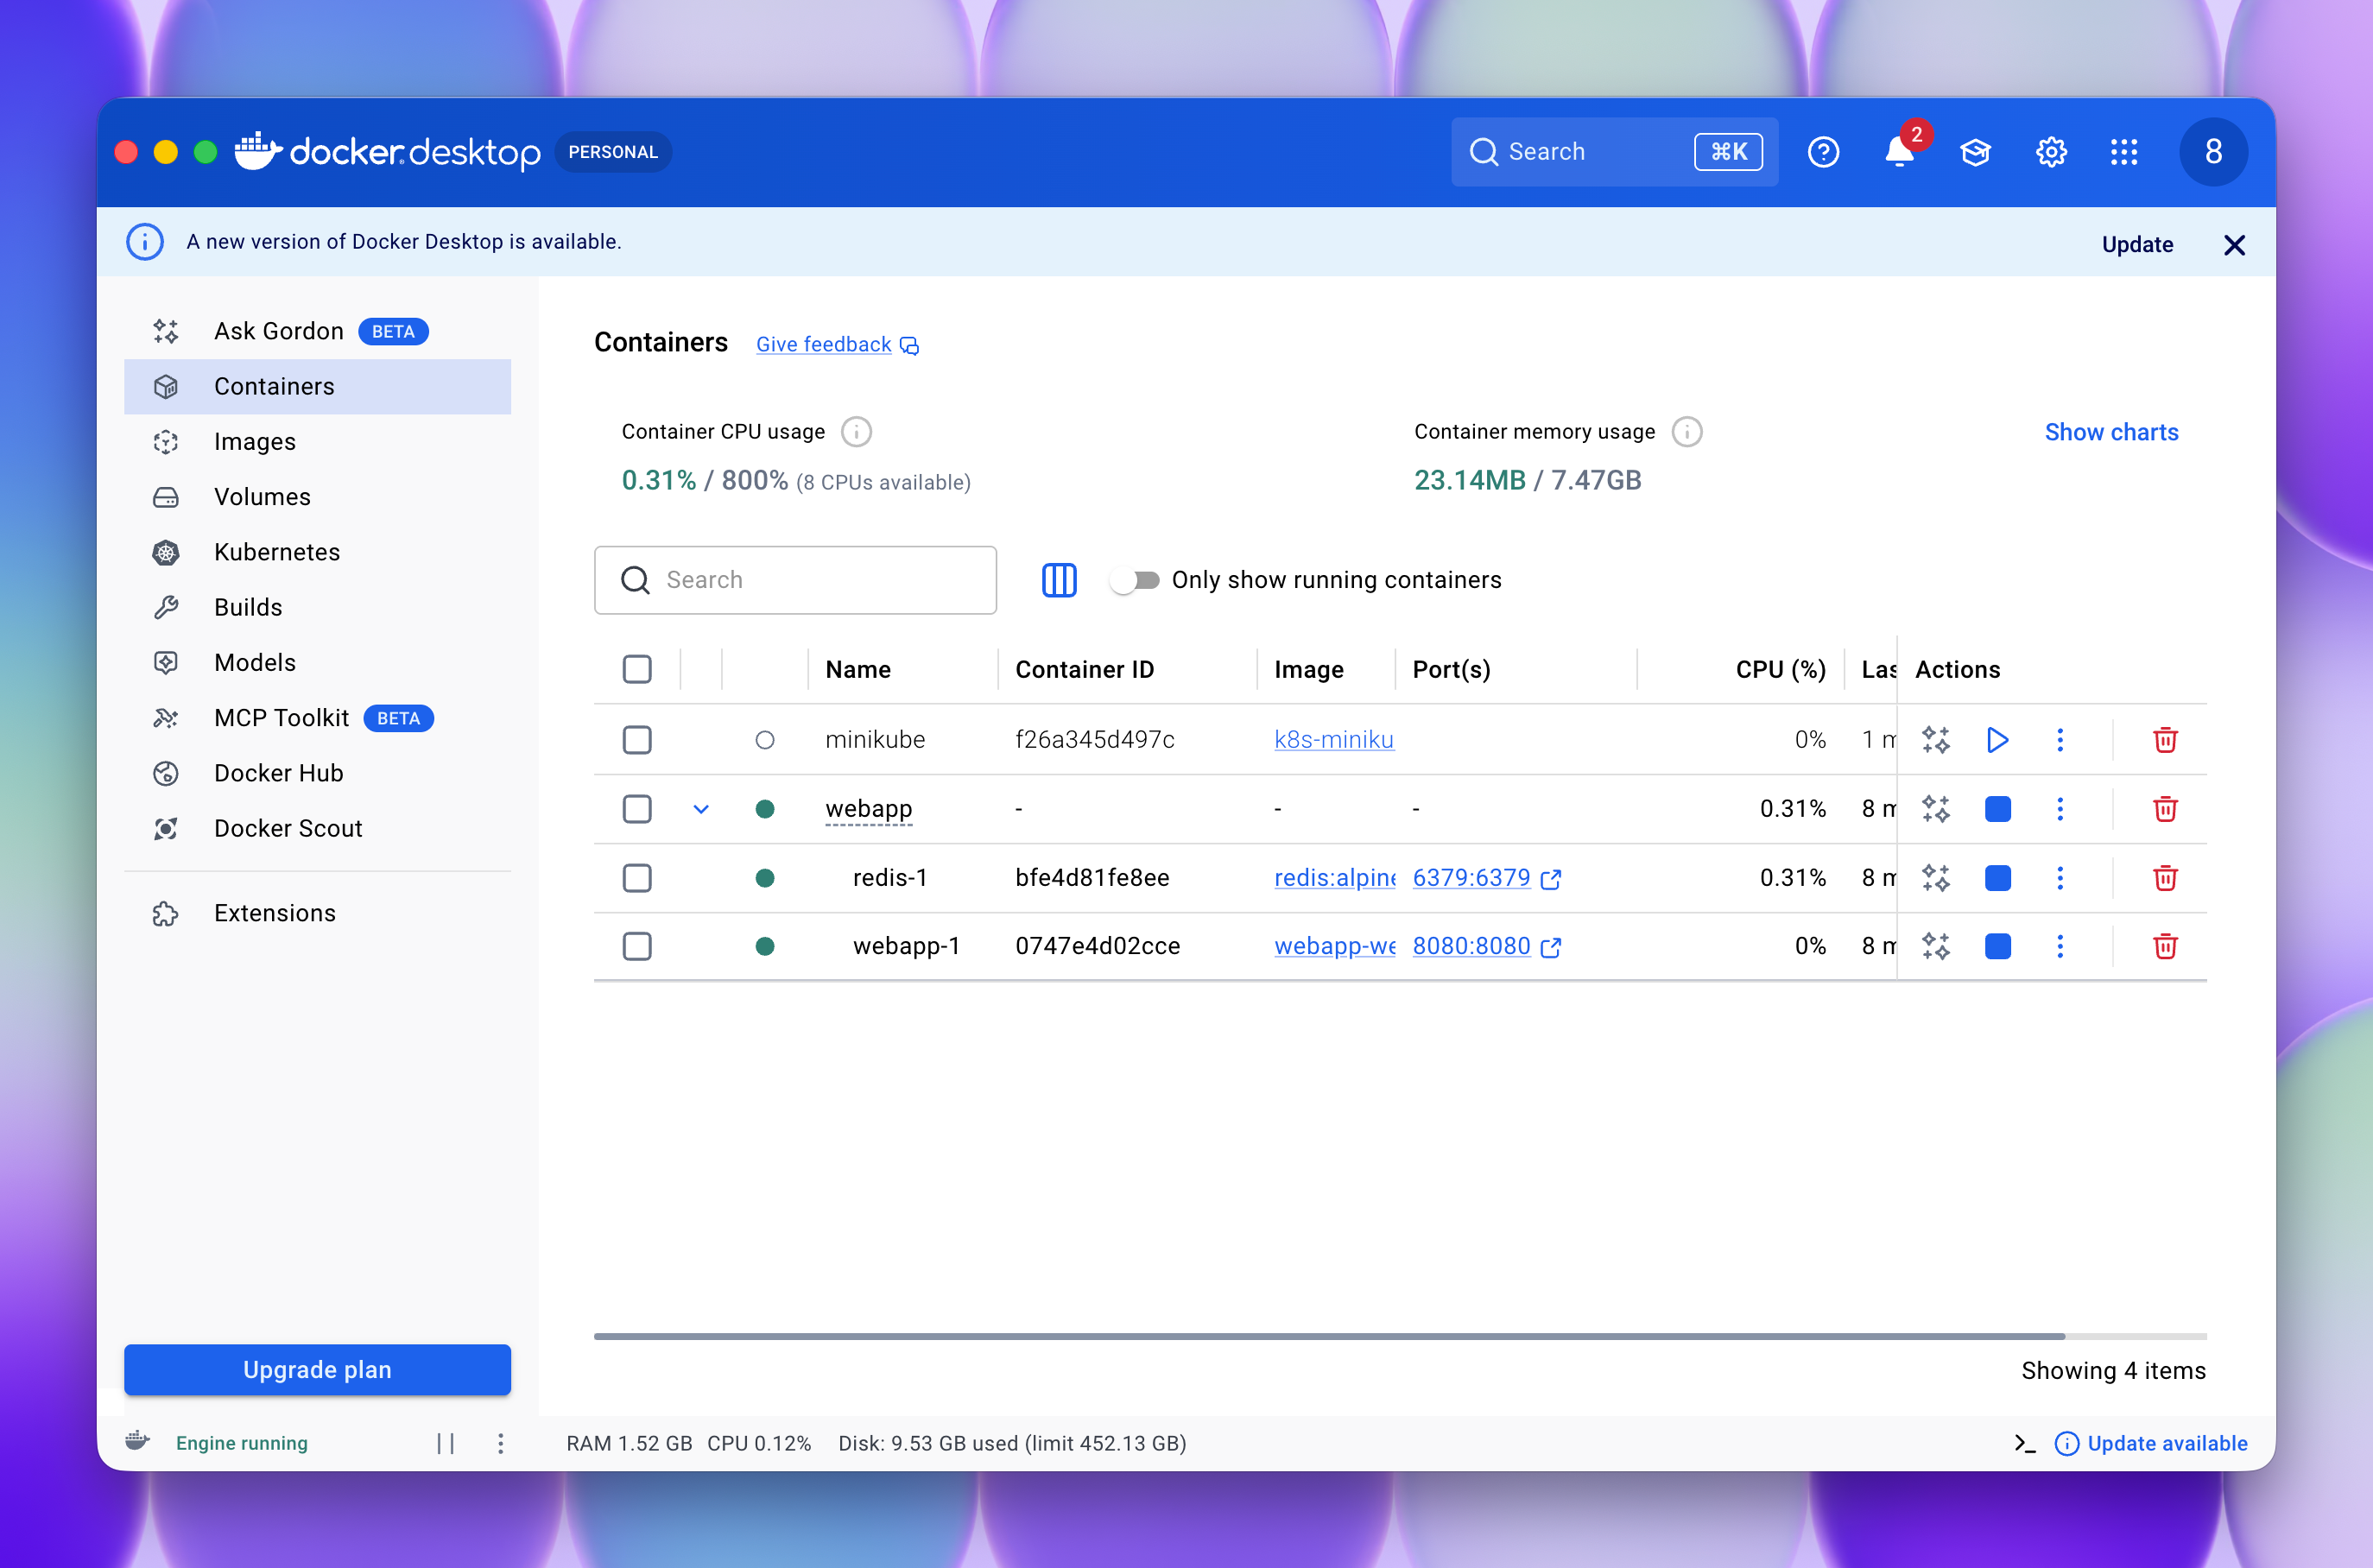 docker desktop PERSONAL Search ⌘K 2 8
A new version of Docker Desktop is available. Update
Ask Gordon BETA
Containers
Images
Volumes
Kubernetes
Builds
Models
MCP Toolkit BETA
Docker Hub
Docker Scout
Extensions
Upgrade plan
Containers Give feedback
Container CPU usage Container memory usage Show charts
0.31% / 800% (8 CPUs available) 23.14MB / 7.47GB
Search Only show running containers
Name Container ID Image Port(s) CPU (%) Las Actions
minikube f26a345d497c k8s-miniku 0% 1 m
webapp - - - 0.31% 8 m
redis-1 bfe4d81fe8ee redis:alpine 6379:6379 0.31% 8 m
webapp-1 0747e4d02cce webapp-we 8080:8080 0% 8 m
Showing 4 items
Engine running RAM 1.52 GB CPU 0.12% Disk: 9.53 GB used (limit 452.13 GB) Update available